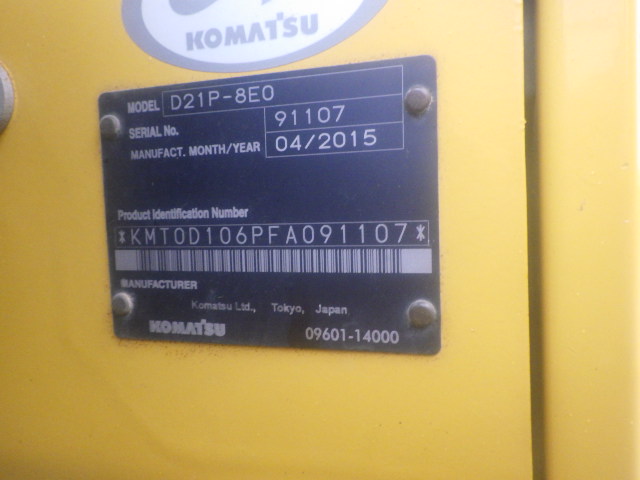 KOMATSU
MODEL D21P-8E0
SERIAL No. 91107
MANUFACT. MONTH/YEAR 04/2015
Product Identification Number
*KMT0D106PFA091107*
MANUFACTURER
Komatsu Ltd., Tokyo, Japan
KOMATSU 09601-14000